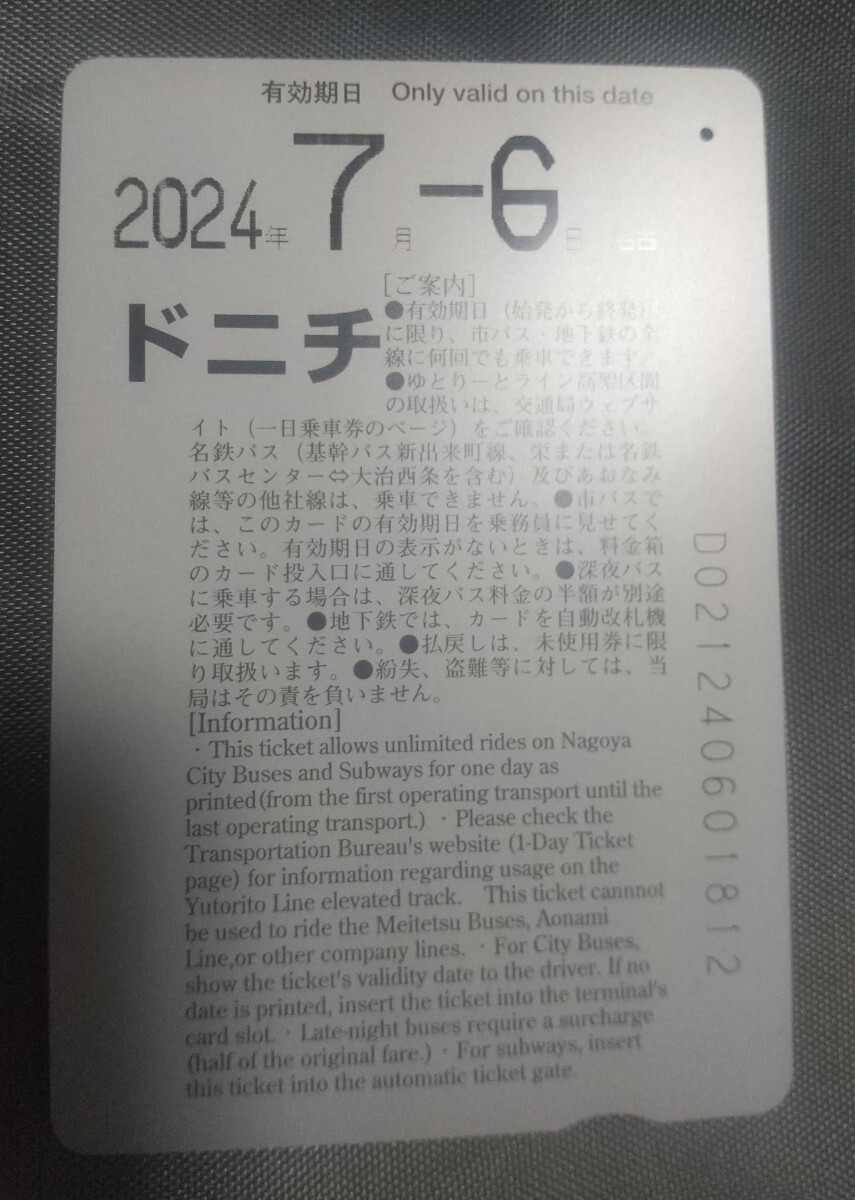 有効期日 Only valid on this date
2024年 7月-6日
ドニチ
[ご案内]
●有効期日（始発から終発）
に限り、市バス・地下鉄の全
線に何回でも乗車できます。
●ゆとりーとライン高架区間
の取扱いは、交通局ウェブサ
イト（一日乗車券のページ）をご確認ください。
名鉄バス（基幹バス新出来町線、栄または名鉄
バスセンター⇔大治西条を含む）及びあおなみ
線等の他社線は、乗車できません。●市バスで
は、このカードの有効期日を乗務員に見せてく
ださい。有効期日の表示がないときは、料金箱
のカード投入口に通してください。●深夜バス
に乗車する場合は、深夜バス料金の半額が別途
必要です。●地下鉄では、カードを自動改札機
に通してください。●払戻しは、未使用券に限
り取扱います。●紛失、盗難等に対しては、当
局はその責を負いません。
[Information]
・This ticket allows unlimited rides on Nagoya
City Buses and Subways for one day as
printed(from the first operating transport until the
last operating transport.) ・Please check the
Transportation Bureau's website (1-Day Ticket
page) for information regarding usage on the
Yutorito Line elevated track. This ticket cannnot
be used to ride the Meitetsu Buses, Aonami
Line,or other company lines. ・For City Buses,
show the ticket's validity date to the driver. If no
date is printed, insert the ticket into the terminal's
card slot.・Late-night buses require a surcharge
(half of the original fare.) ・For subways, insert
this ticket into the automatic ticket gate.
D021240601812